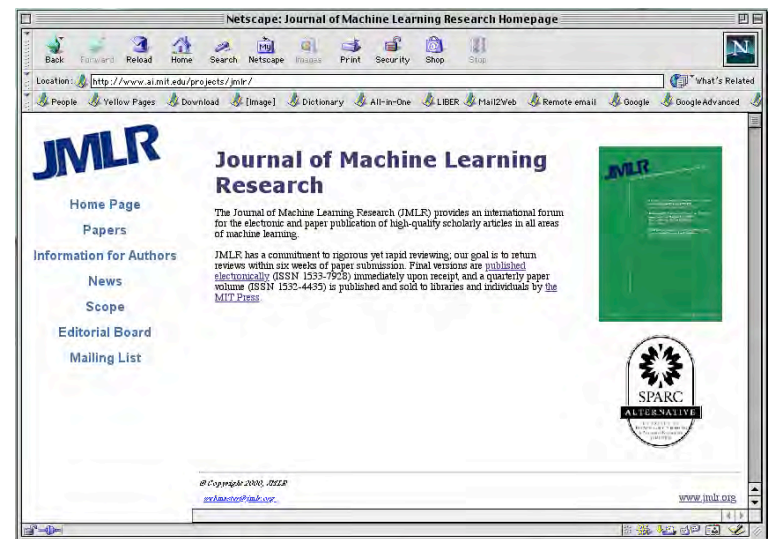 Netscape: Journal of Machine Learning Research Homepage
Back Forward Reload Home Search Netscape Images Print Security Shop Stop
N
Location: http://www.ai.mit.edu/projects/jmlr/ What's Related
People Yellow Pages Download [Image] Dictionary All-in-One LIBER Mail2Web Remote email Google GoogleAdvanced
JMLR
Home Page
Papers
Information for Authors
News
Scope
Editorial Board
Mailing List
Journal of Machine Learning
Research
The Journal of Machine Learning Research (JMLR) provides an international forum
for the electronic and paper publication of high-quality scholarly articles in all areas
of machine learning.
JMLR has a commitment to rigorous yet rapid reviewing; our goal is to return
reviews within six weeks of paper submission. Final versions are published
electronically (ISSN 1533-7928) immediately upon receipt, and a quarterly paper
volume (ISSN 1532-4435) is published and sold to libraries and individuals by the
MIT Press.
JMLR
SPARC
ALTERNATIVE
© Copyright 2000, JMLR
webmaster@jmlr.org
www.jmlr.org